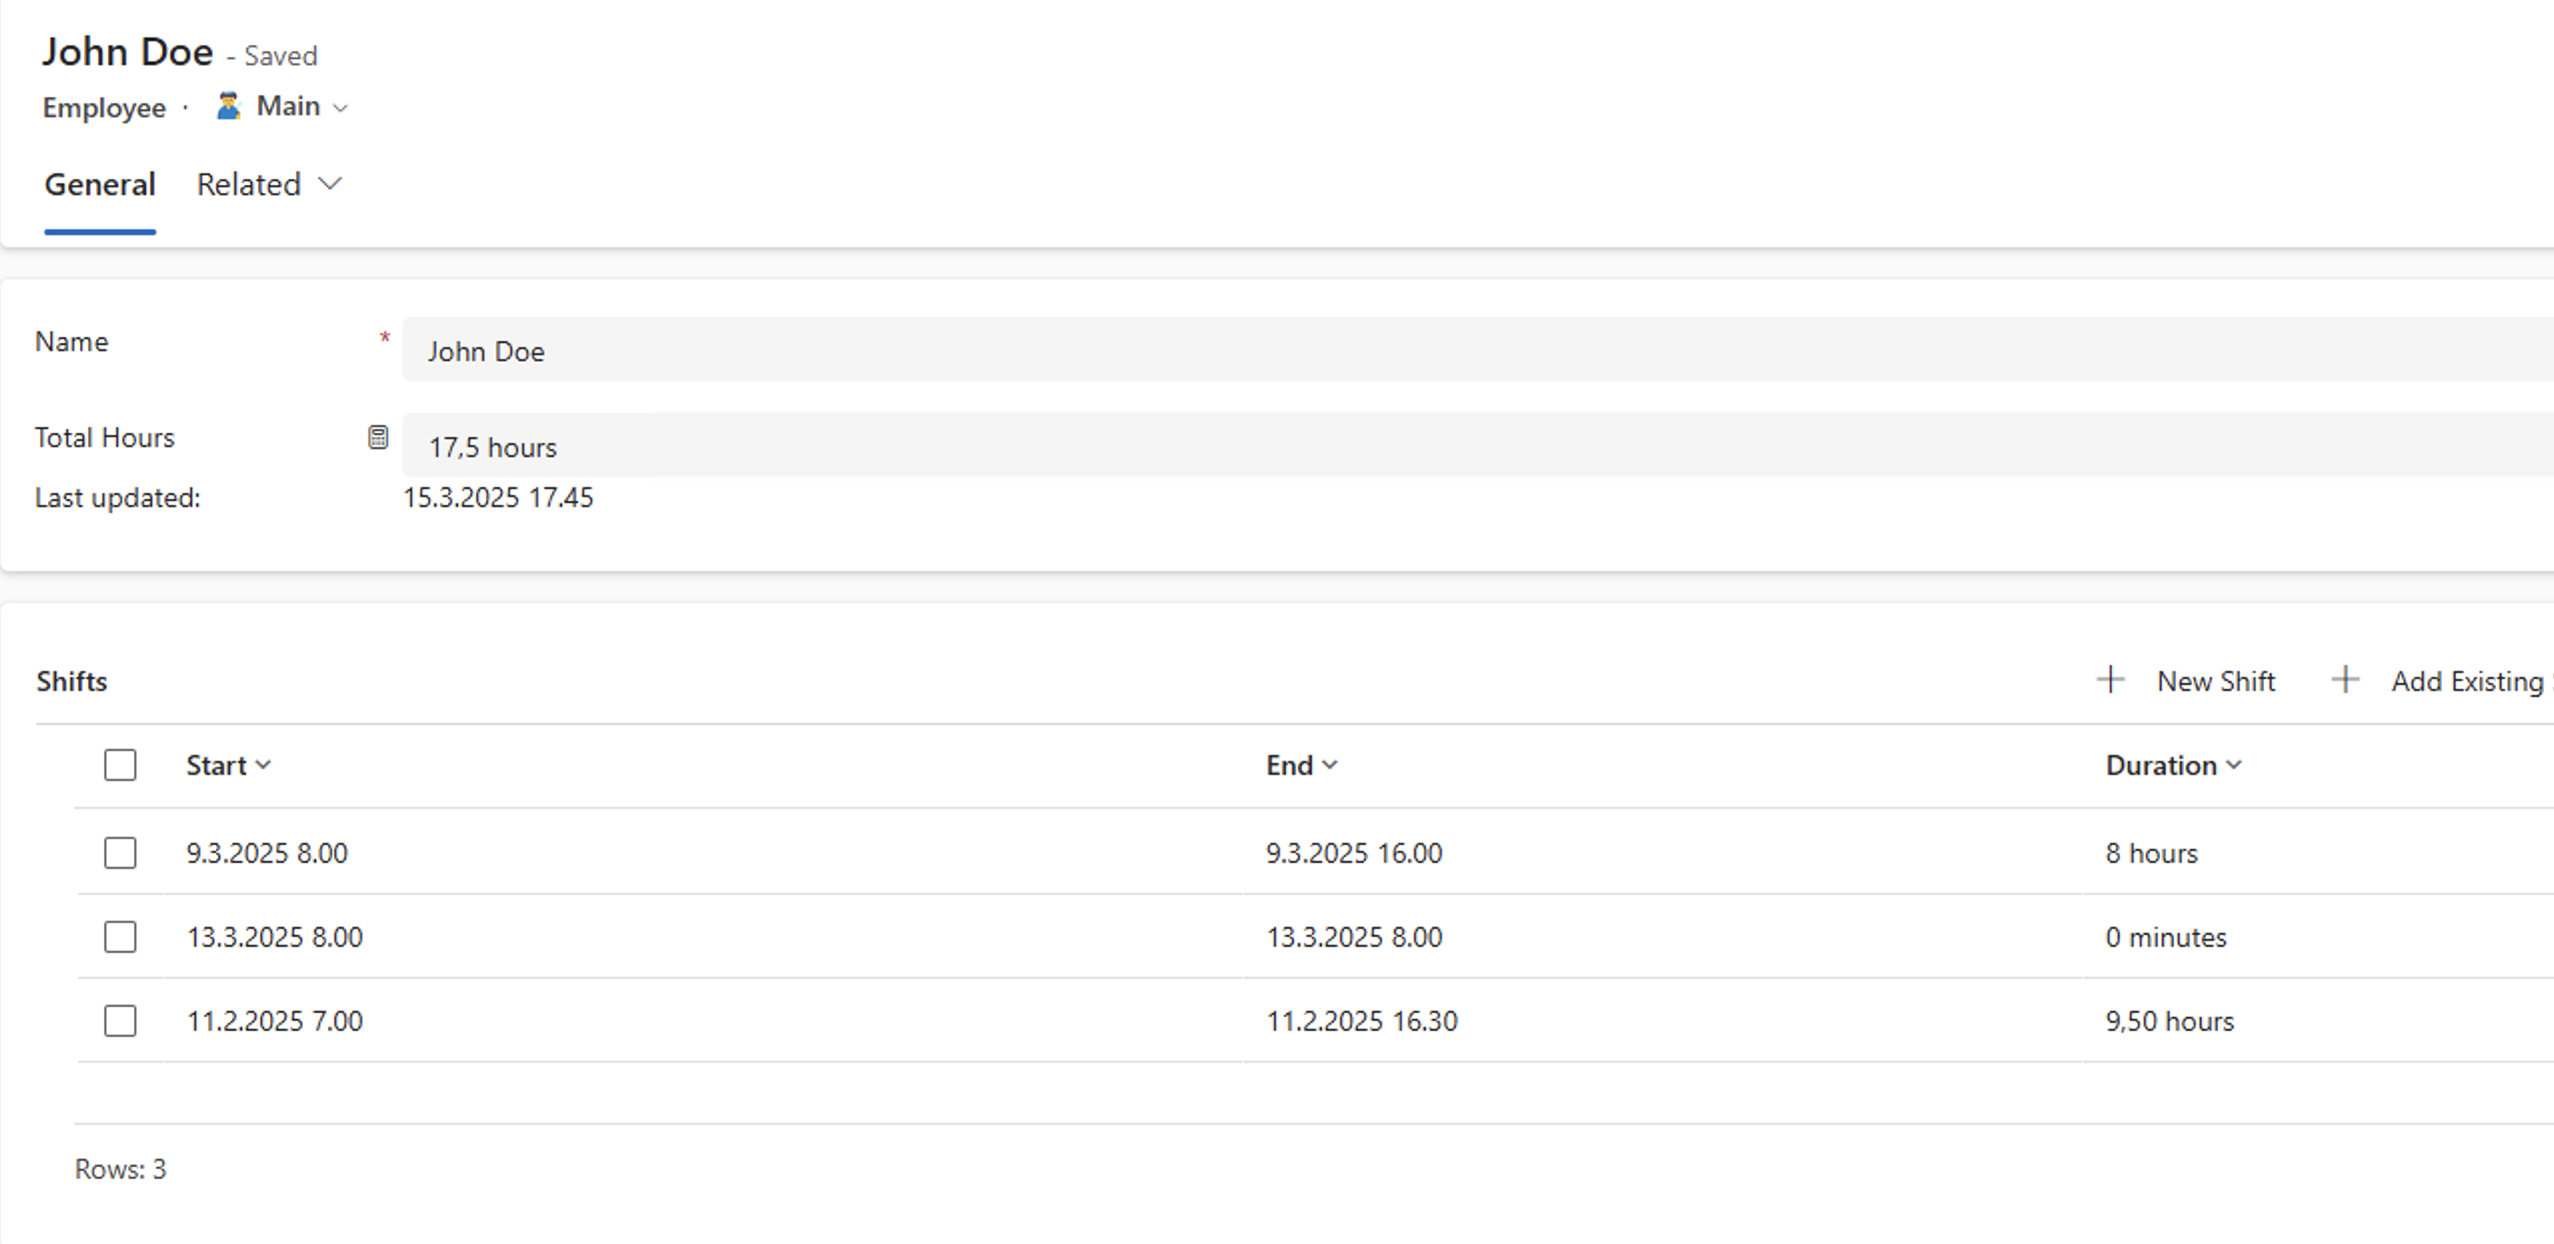 John Doe - Saved
Employee · Main
General Related
Name * John Doe
Total Hours 17,5 hours
Last updated: 15.3.2025 17.45
Shifts New Shift Add Existing
Start End Duration
9.3.2025 8.00 9.3.2025 16.00 8 hours
13.3.2025 8.00 13.3.2025 8.00 0 minutes
11.2.2025 7.00 11.2.2025 16.30 9,50 hours
Rows: 3